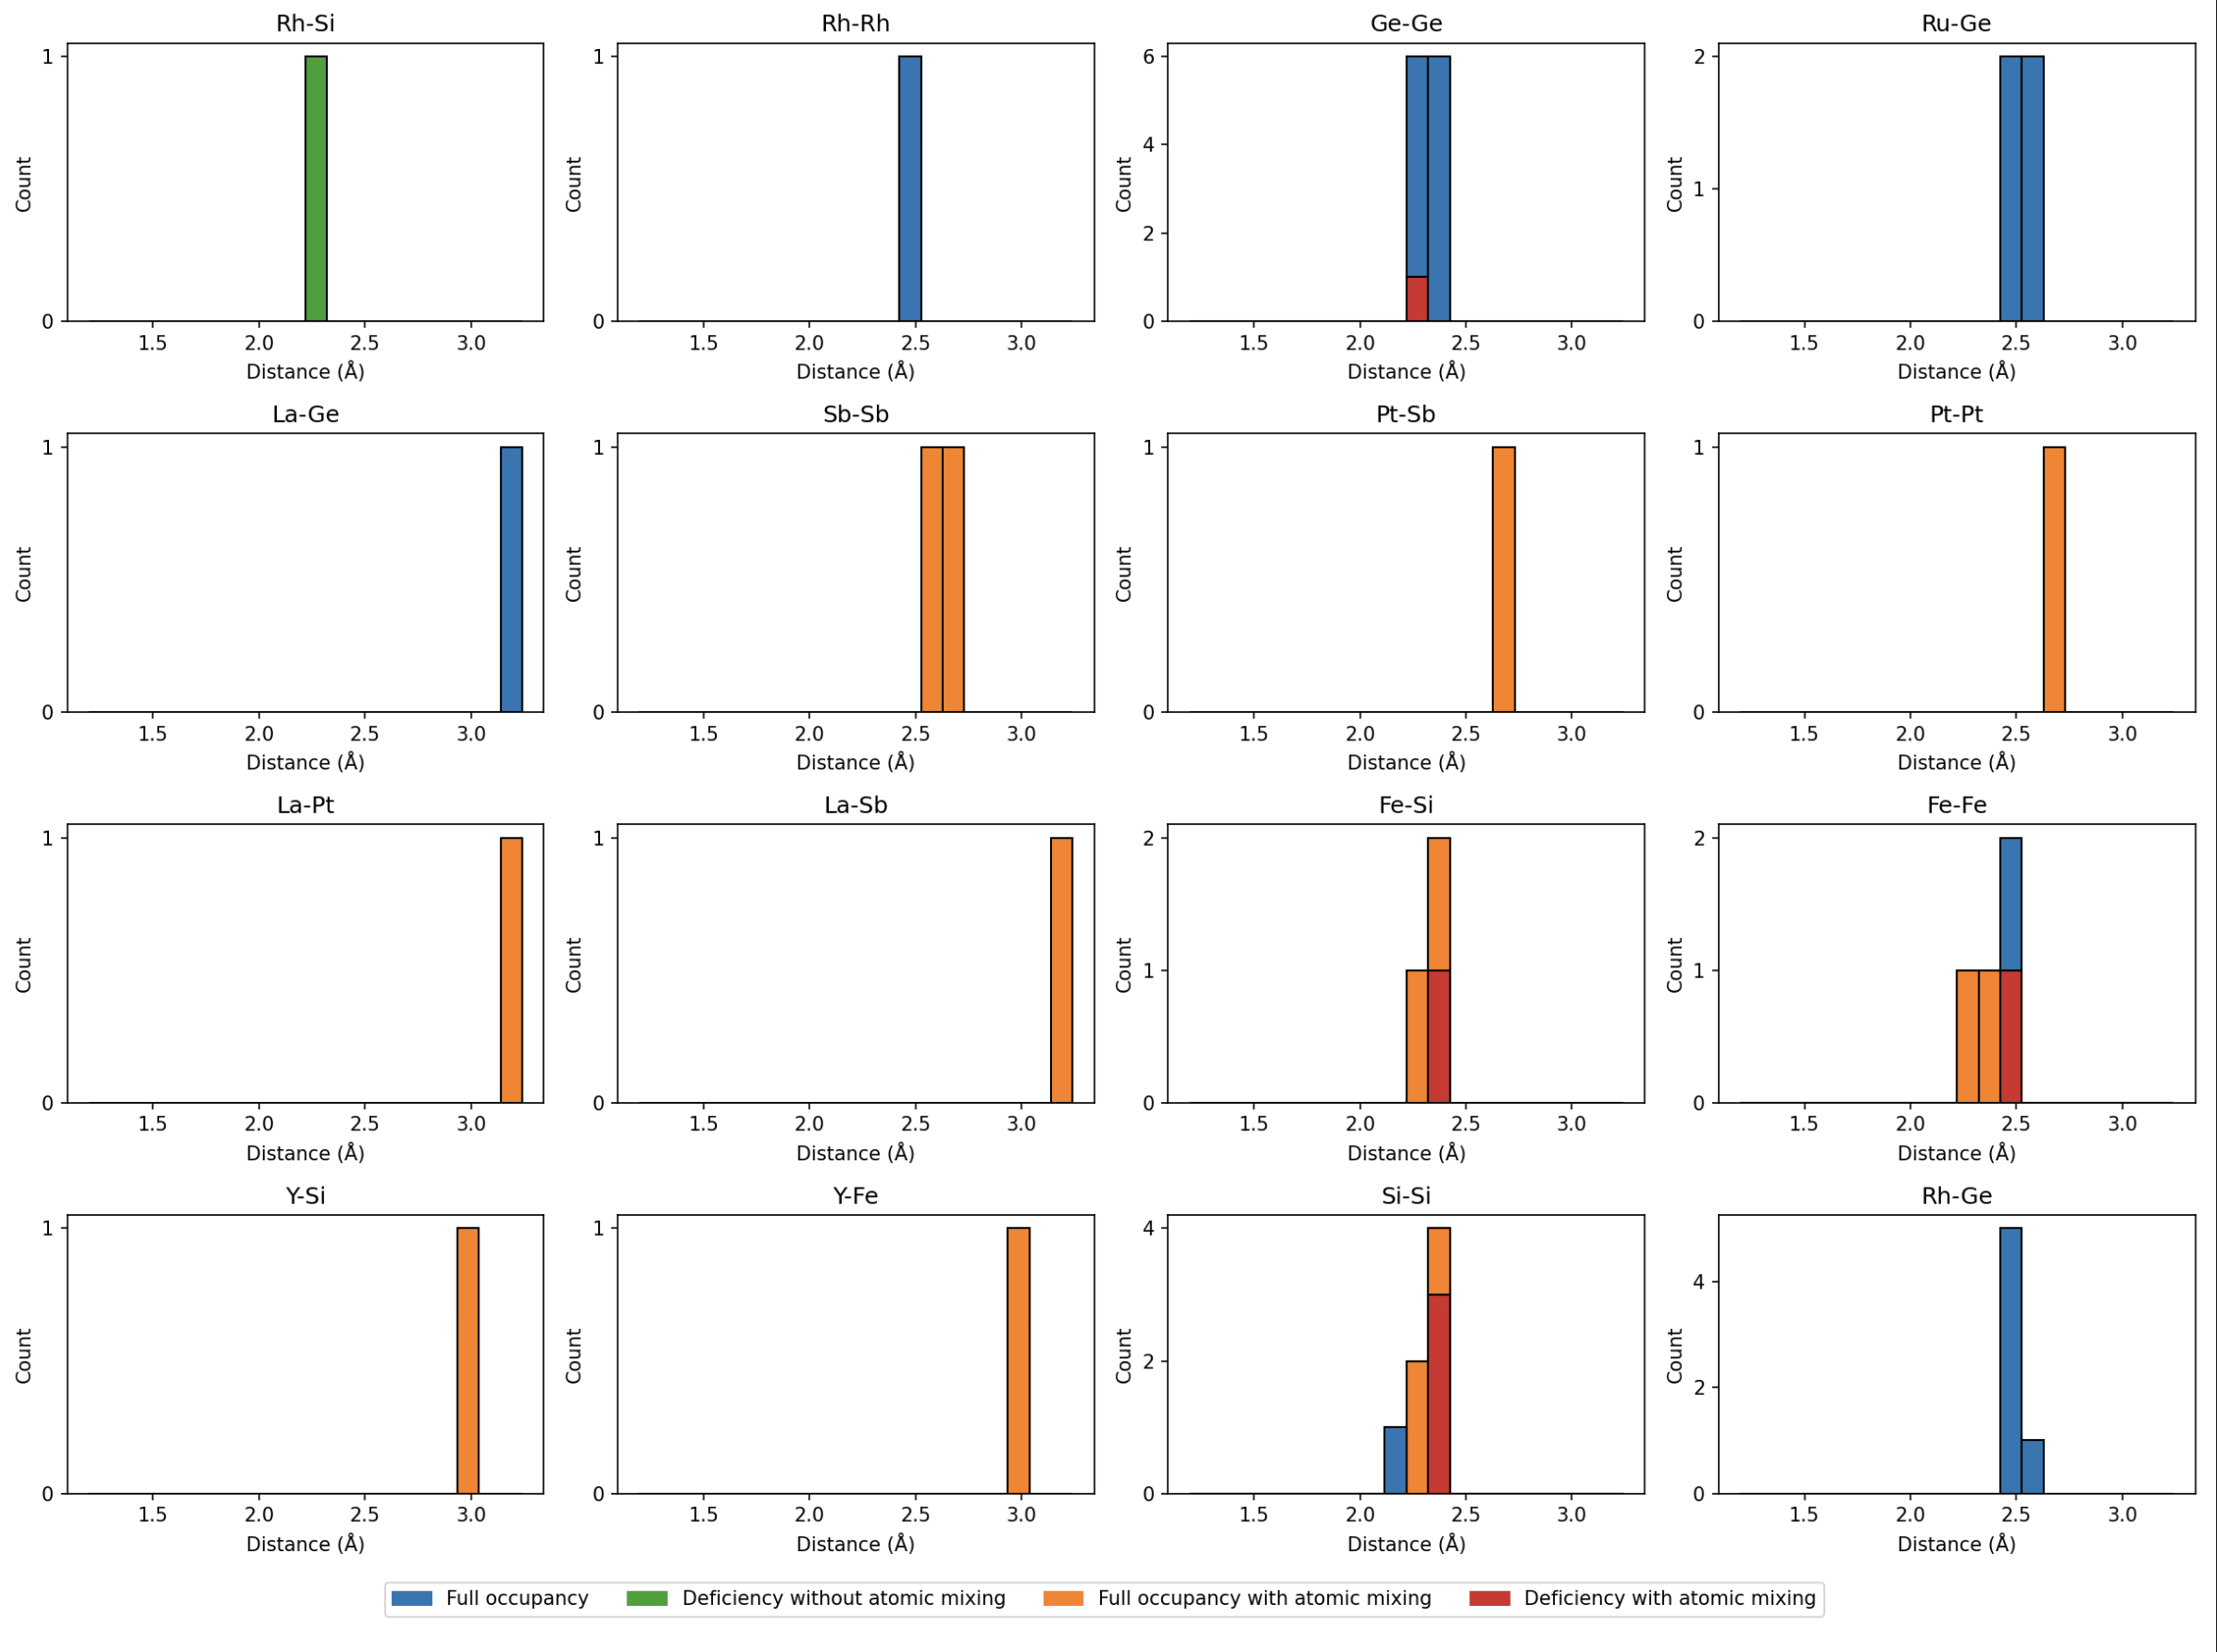 Rh-Si
Rh-Rh
Ge-Ge
Ru-Ge
1
0
Count
1.5 2.0 2.5 3.0
Distance (Å)
1
0
Count
1.5 2.0 2.5 3.0
Distance (Å)
6
4
2
0
Count
1.5 2.0 2.5 3.0
Distance (Å)
2
1
0
Count
1.5 2.0 2.5 3.0
Distance (Å)
La-Ge
Sb-Sb
Pt-Sb
Pt-Pt
1
0
Count
1.5 2.0 2.5 3.0
Distance (Å)
1
0
Count
1.5 2.0 2.5 3.0
Distance (Å)
1
0
Count
1.5 2.0 2.5 3.0
Distance (Å)
1
0
Count
1.5 2.0 2.5 3.0
Distance (Å)
La-Pt
La-Sb
Fe-Si
Fe-Fe
1
0
Count
1.5 2.0 2.5 3.0
Distance (Å)
1
0
Count
1.5 2.0 2.5 3.0
Distance (Å)
2
1
0
Count
1.5 2.0 2.5 3.0
Distance (Å)
2
1
0
Count
1.5 2.0 2.5 3.0
Distance (Å)
Y-Si
Y-Fe
Si-Si
Rh-Ge
1
0
Count
1.5 2.0 2.5 3.0
Distance (Å)
1
0
Count
1.5 2.0 2.5 3.0
Distance (Å)
4
2
0
Count
1.5 2.0 2.5 3.0
Distance (Å)
4
2
0
Count
1.5 2.0 2.5 3.0
Distance (Å)
Full occupancy
Deficiency without atomic mixing
Full occupancy with atomic mixing
Deficiency with atomic mixing